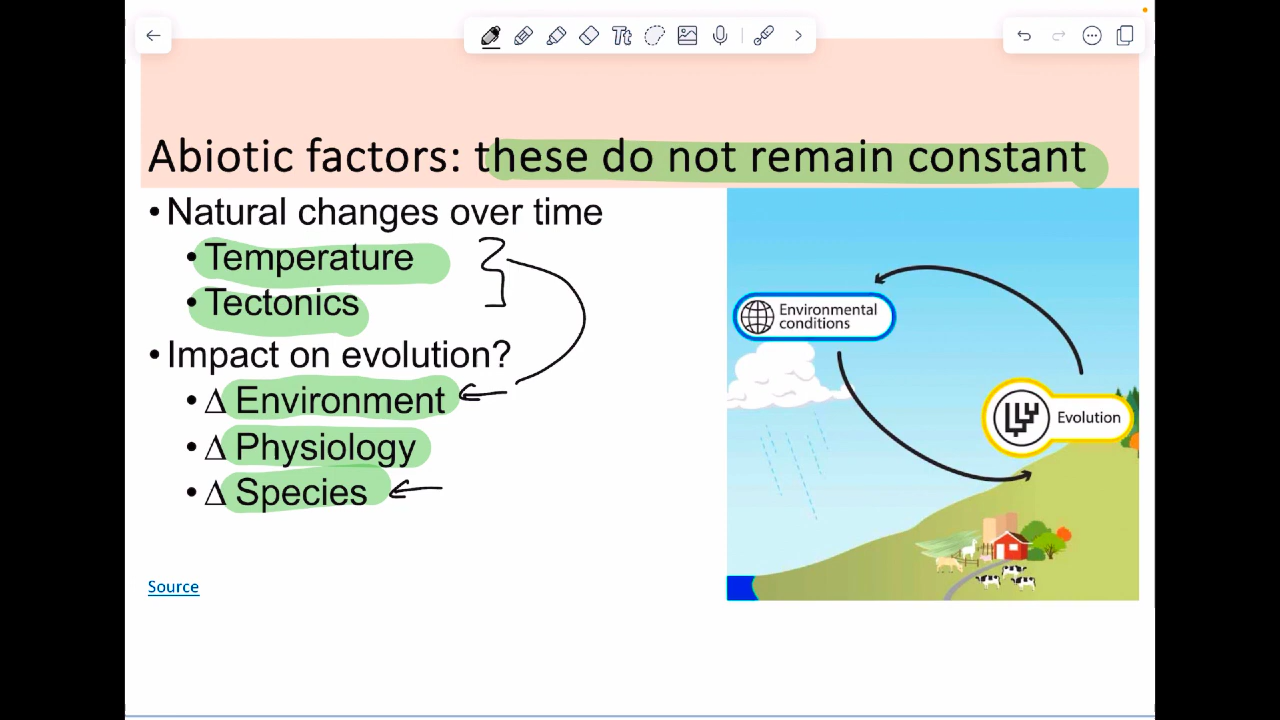 Abiotic factors: these do not remain constant
• Natural changes over time
• Temperature
• Tectonics
• Impact on evolution?
• Δ Environment
• Δ Physiology
• Δ Species
Source
Environmental
conditions
Evolution
Tt